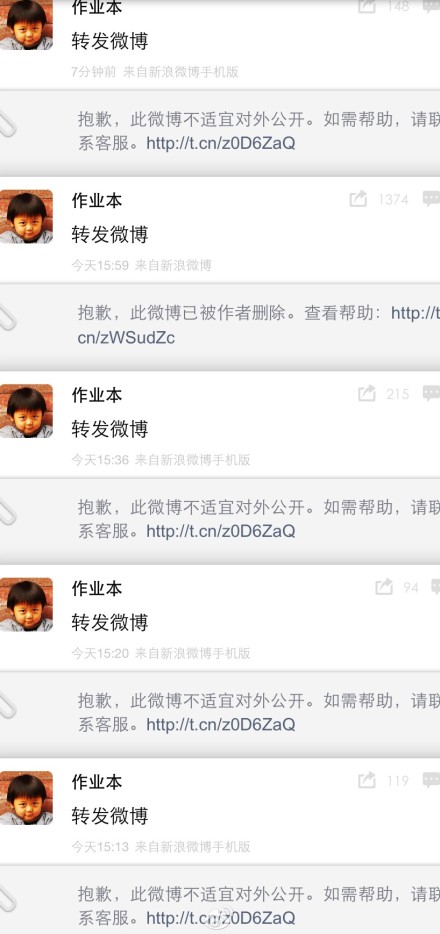 作业本
148
转发微博
7分钟前 来自新浪微博手机版
抱歉，此微博不适宜对外公开。如需帮助，请联
系客服。http://t.cn/z0D6ZaQ
作业本
1374
转发微博
今天15:59 来自新浪微博
抱歉，此微博已被作者删除。查看帮助：http://t
cn/zWSudZc
作业本
215
转发微博
今天15:36 来自新浪微博手机版
抱歉，此微博不适宜对外公开。如需帮助，请联
系客服。http://t.cn/z0D6ZaQ
作业本
94
转发微博
今天15:20 来自新浪微博手机版
抱歉，此微博不适宜对外公开。如需帮助，请联
系客服。http://t.cn/z0D6ZaQ
作业本
119
转发微博
今天15:13 来自新浪微博手机版
抱歉，此微博不适宜对外公开。如需帮助，请联
系客服。http://t.cn/z0D6ZaQ